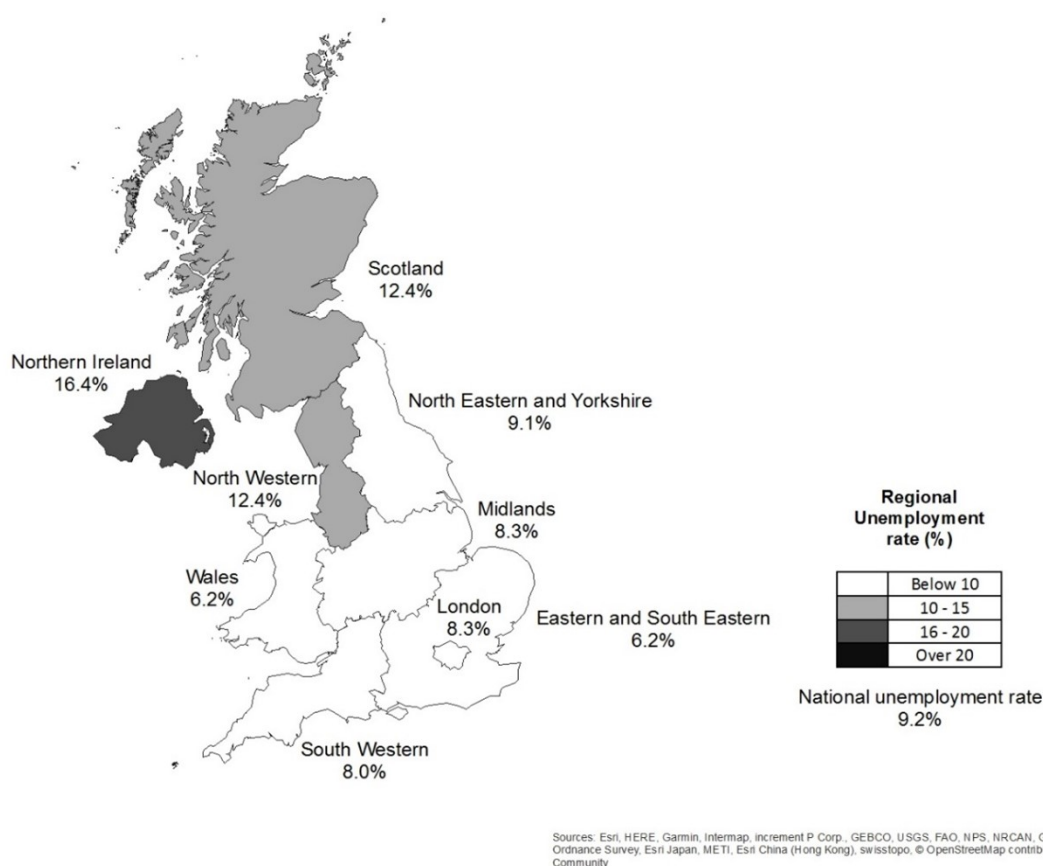 Scotland
12.4%
Northern Ireland
16.4%
North Eastern and Yorkshire
9.1%
North Western
12.4%
Midlands
8.3%
Wales
6.2%
London
8.3%
Eastern and South Eastern
6.2%
South Western
8.0%
Regional
Unemployment
rate (%)
Below 10
10 - 15
16 - 20
Over 20
National unemployment rate
9.2%
Sources: Esri, HERE, Garmin, Intermap, increment P Corp., GEBCO, USGS, FAO, NPS, NRCAN,
Ordnance Survey, Esri Japan, METI, Esri China (Hong Kong), swisstopo, © OpenStreetMap contrib
Community